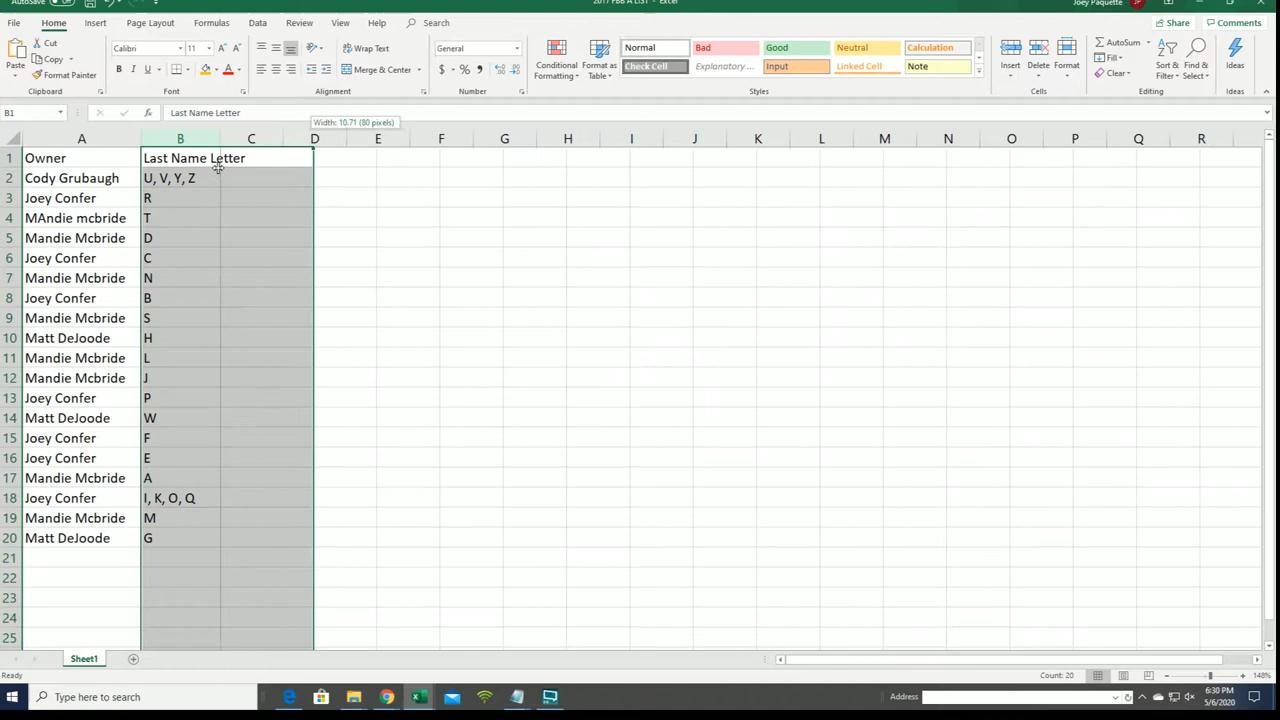 AutoSave Off 2017 FBB A LIST - Excel Joey Paquette JP
File Home Insert Page Layout Formulas Data Review View Help Search Share Comments
Paste Cut Copy Format Painter Clipboard
Calibri 11 A A B I U A Font
Wrap Text Merge & Center Alignment
General $ % , Number
Conditional Formatting Format as Table
Normal Bad Good Neutral Calculation
Check Cell Explanatory ... Input Linked Cell Note
Styles
Insert Delete Format Cells
AutoSum Fill Clear Sort & Filter Find & Select Editing
Ideas Ideas
B1 fx Last Name Letter
Width: 10.71 (80 pixels)
A B C D E F G H I J K L M N O P Q R
1 Owner Last Name Letter
2 Cody Grubaugh U, V, Y, Z
3 Joey Confer R
4 MAndie mcbride T
5 Mandie Mcbride D
6 Joey Confer C
7 Mandie Mcbride N
8 Joey Confer B
9 Mandie Mcbride S
10 Matt DeJoode H
11 Mandie Mcbride L
12 Mandie Mcbride J
13 Joey Confer P
14 Matt DeJoode W
15 Joey Confer F
16 Joey Confer E
17 Mandie Mcbride A
18 Joey Confer I, K, O, Q
19 Mandie Mcbride M
20 Matt DeJoode G
21
22
23
24
25
Sheet1
Ready Count: 20 148%
Type here to search Address 6:30 PM
5/6/2020